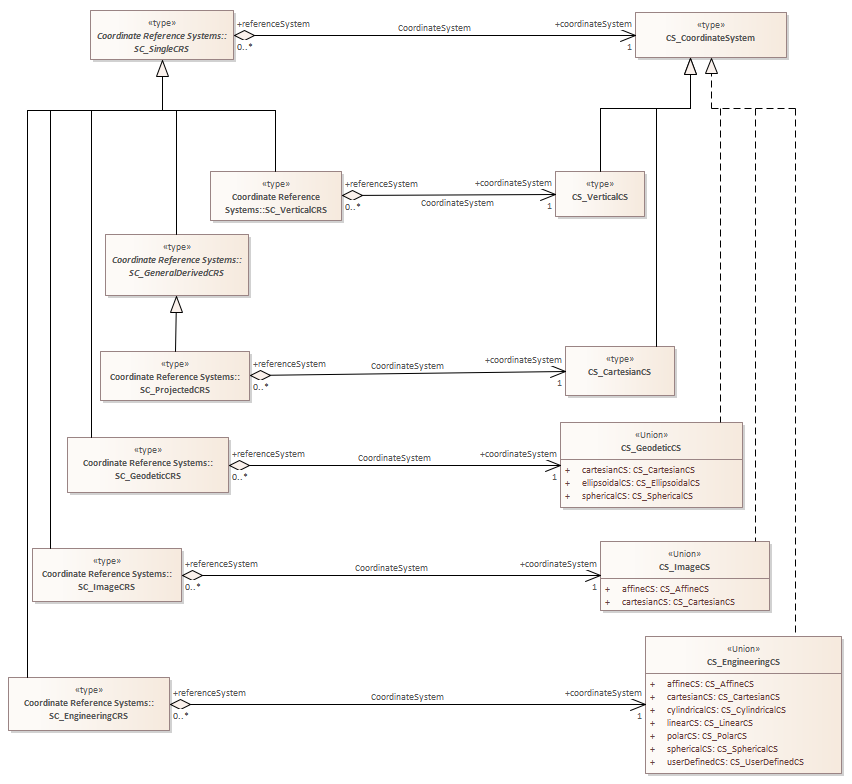 «type»
Coordinate Reference Systems::
SC_SingleCRS
+referenceSystem
0..*
CoordinateSystem
+coordinateSystem
1
«type»
CS_CoordinateSystem
«type»
Coordinate Reference
Systems::SC_VerticalCRS
+referenceSystem
0..*
CoordinateSystem
+coordinateSystem
1
«type»
CS_VerticalCS
«type»
Coordinate Reference Systems::
SC_GeneralDerivedCRS
«type»
Coordinate Reference Systems::
SC_ProjectedCRS
+referenceSystem
0..*
CoordinateSystem
+coordinateSystem
1
«type»
CS_CartesianCS
«type»
Coordinate Reference Systems::
SC_GeodeticCRS
+referenceSystem
0..*
CoordinateSystem
+coordinateSystem
1
«Union»
CS_GeodeticCS
+ cartesianCS: CS_CartesianCS
+ ellipsoidalCS: CS_EllipsoidalCS
+ sphericalCS: CS_SphericalCS
«type»
Coordinate Reference Systems::
SC_ImageCRS
+referenceSystem
0..*
CoordinateSystem
+coordinateSystem
1
«Union»
CS_ImageCS
+ affineCS: CS_AffineCS
+ cartesianCS: CS_CartesianCS
«type»
Coordinate Reference Systems::
SC_EngineeringCRS
+referenceSystem
0..*
CoordinateSystem
+coordinateSystem
1
«Union»
CS_EngineeringCS
+ affineCS: CS_AffineCS
+ cartesianCS: CS_CartesianCS
+ cylindricalCS: CS_CylindricalCS
+ linearCS: CS_LinearCS
+ polarCS: CS_PolarCS
+ sphericalCS: CS_SphericalCS
+ userDefinedCS: CS_UserDefinedCS